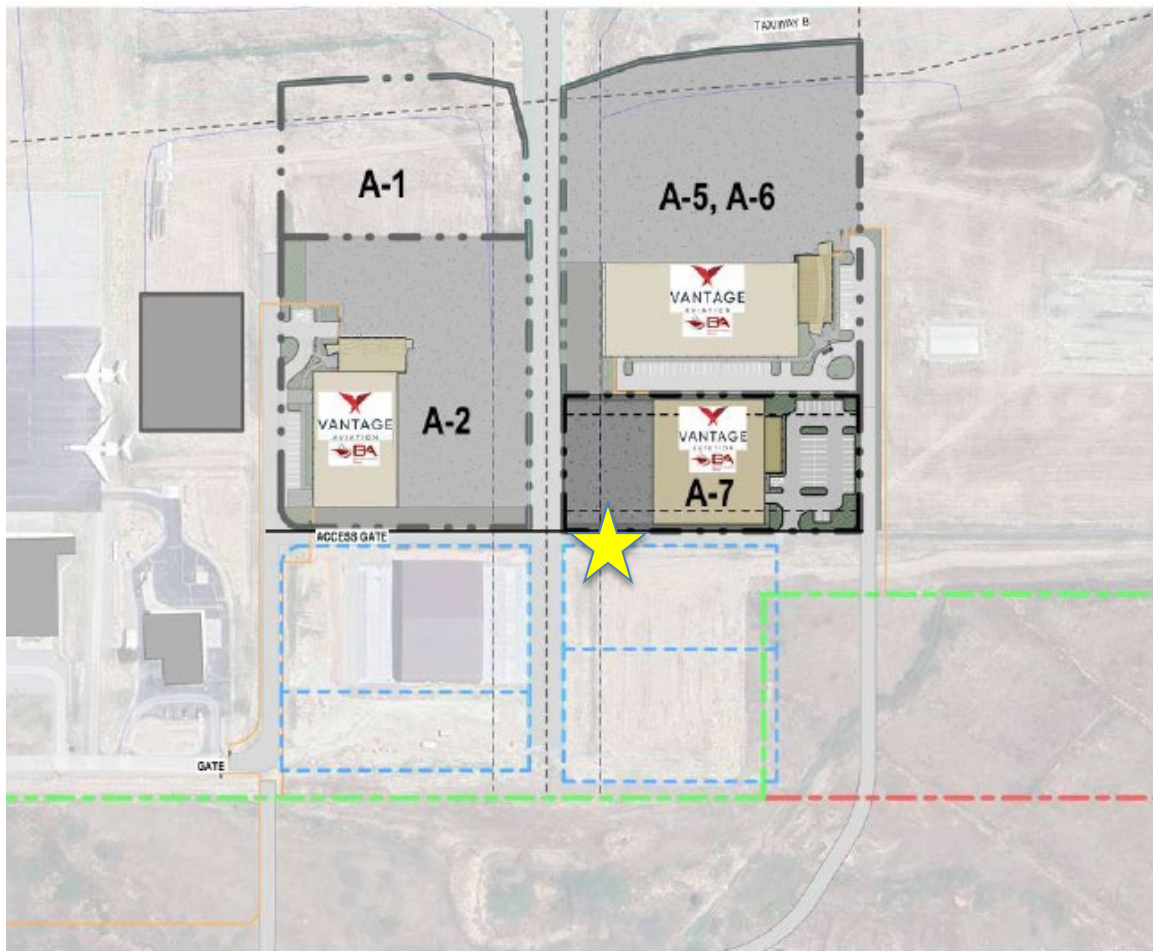 TAXIWAY B
A-1
A-5, A-6
VANTAGE
AVIATION
BA
VANTAGE
AVIATION
BA
A-2
VANTAGE
AVIATION
BA
A-7
ACCESS GATE
GATE